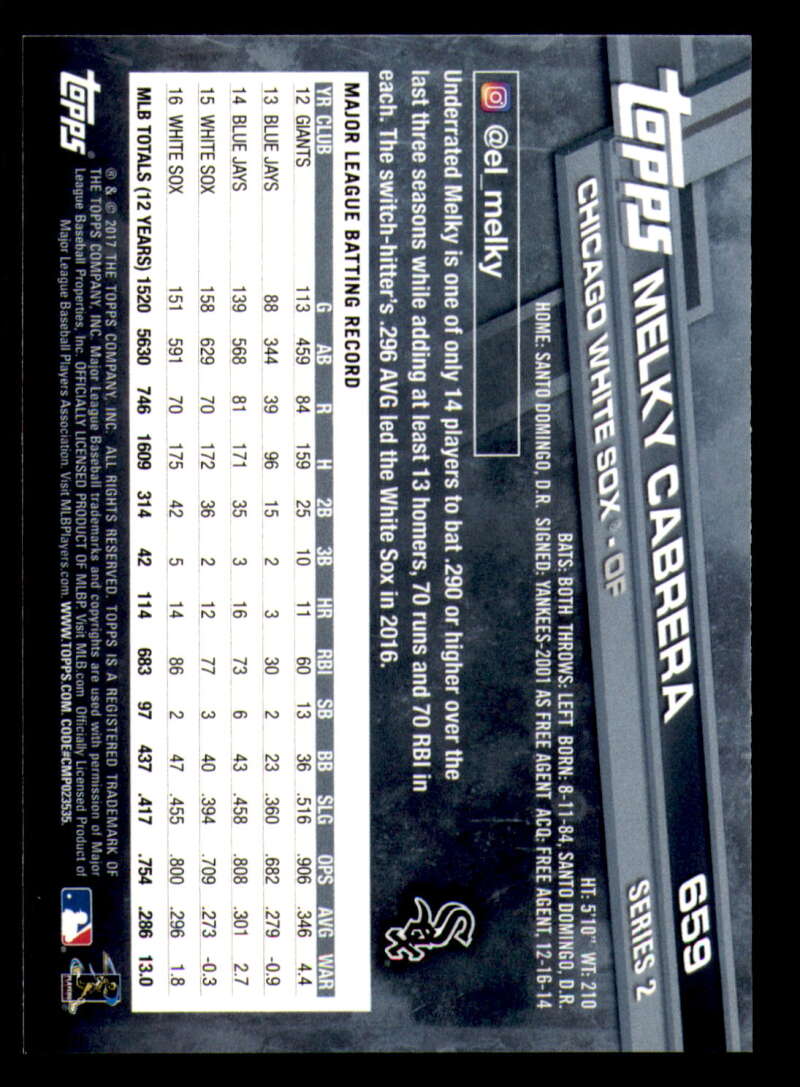 topps MELKY CABRERA 659
CHICAGO WHITE SOX® • OF SERIES 2
HT: 5'10" WT: 210
BATS: BOTH THROWS: LEFT BORN: 8-11-84, SANTO DOMINGO, D.R.
HOME: SANTO DOMINGO, D.R. SIGNED: YANKEES-2001 AS FREE AGENT ACQ: FREE AGENT, 12-16-14
@el_melky
Underrated Melky is one of only 14 players to bat .290 or higher over the
last three seasons while adding at least 13 homers, 70 runs and 70 RBI in
each. The switch-hitter's .296 AVG led the White Sox in 2016.
Sox
MAJOR LEAGUE BATTING RECORD
YR CLUB G AB R H 2B 3B HR RBI SB BB SLG OPS AVG WAR
12 GIANTS 113 459 84 159 25 10 11 60 13 36 .516 .906 .346 4.4
13 BLUE JAYS 88 344 39 96 15 2 3 30 2 23 .360 .682 .279 -0.9
14 BLUE JAYS 139 568 81 171 35 3 16 73 6 43 .458 .808 .301 2.7
15 WHITE SOX 158 629 70 172 36 2 12 77 3 40 .394 .709 .273 -0.3
16 WHITE SOX 151 591 70 175 42 5 14 86 2 47 .455 .800 .296 1.8
MLB TOTALS (12 YEARS) 1520 5630 746 1609 314 42 114 683 97 437 .417 .754 .286 13.0
topps®
® & © 2017 THE TOPPS COMPANY, INC. ALL RIGHTS RESERVED. TOPPS IS A REGISTERED TRADEMARK OF
THE TOPPS COMPANY, INC. Major League Baseball trademarks and copyrights are used with permission of Major
League Baseball Properties, Inc. OFFICIALLY LICENSED PRODUCT OF MLBP. Visit MLB.com Officially Licensed Product of
Major League Baseball Players Association. Visit MLBPlayers.com. WWW.TOPPS.COM. CODE#CMP023535.
PLAYERS